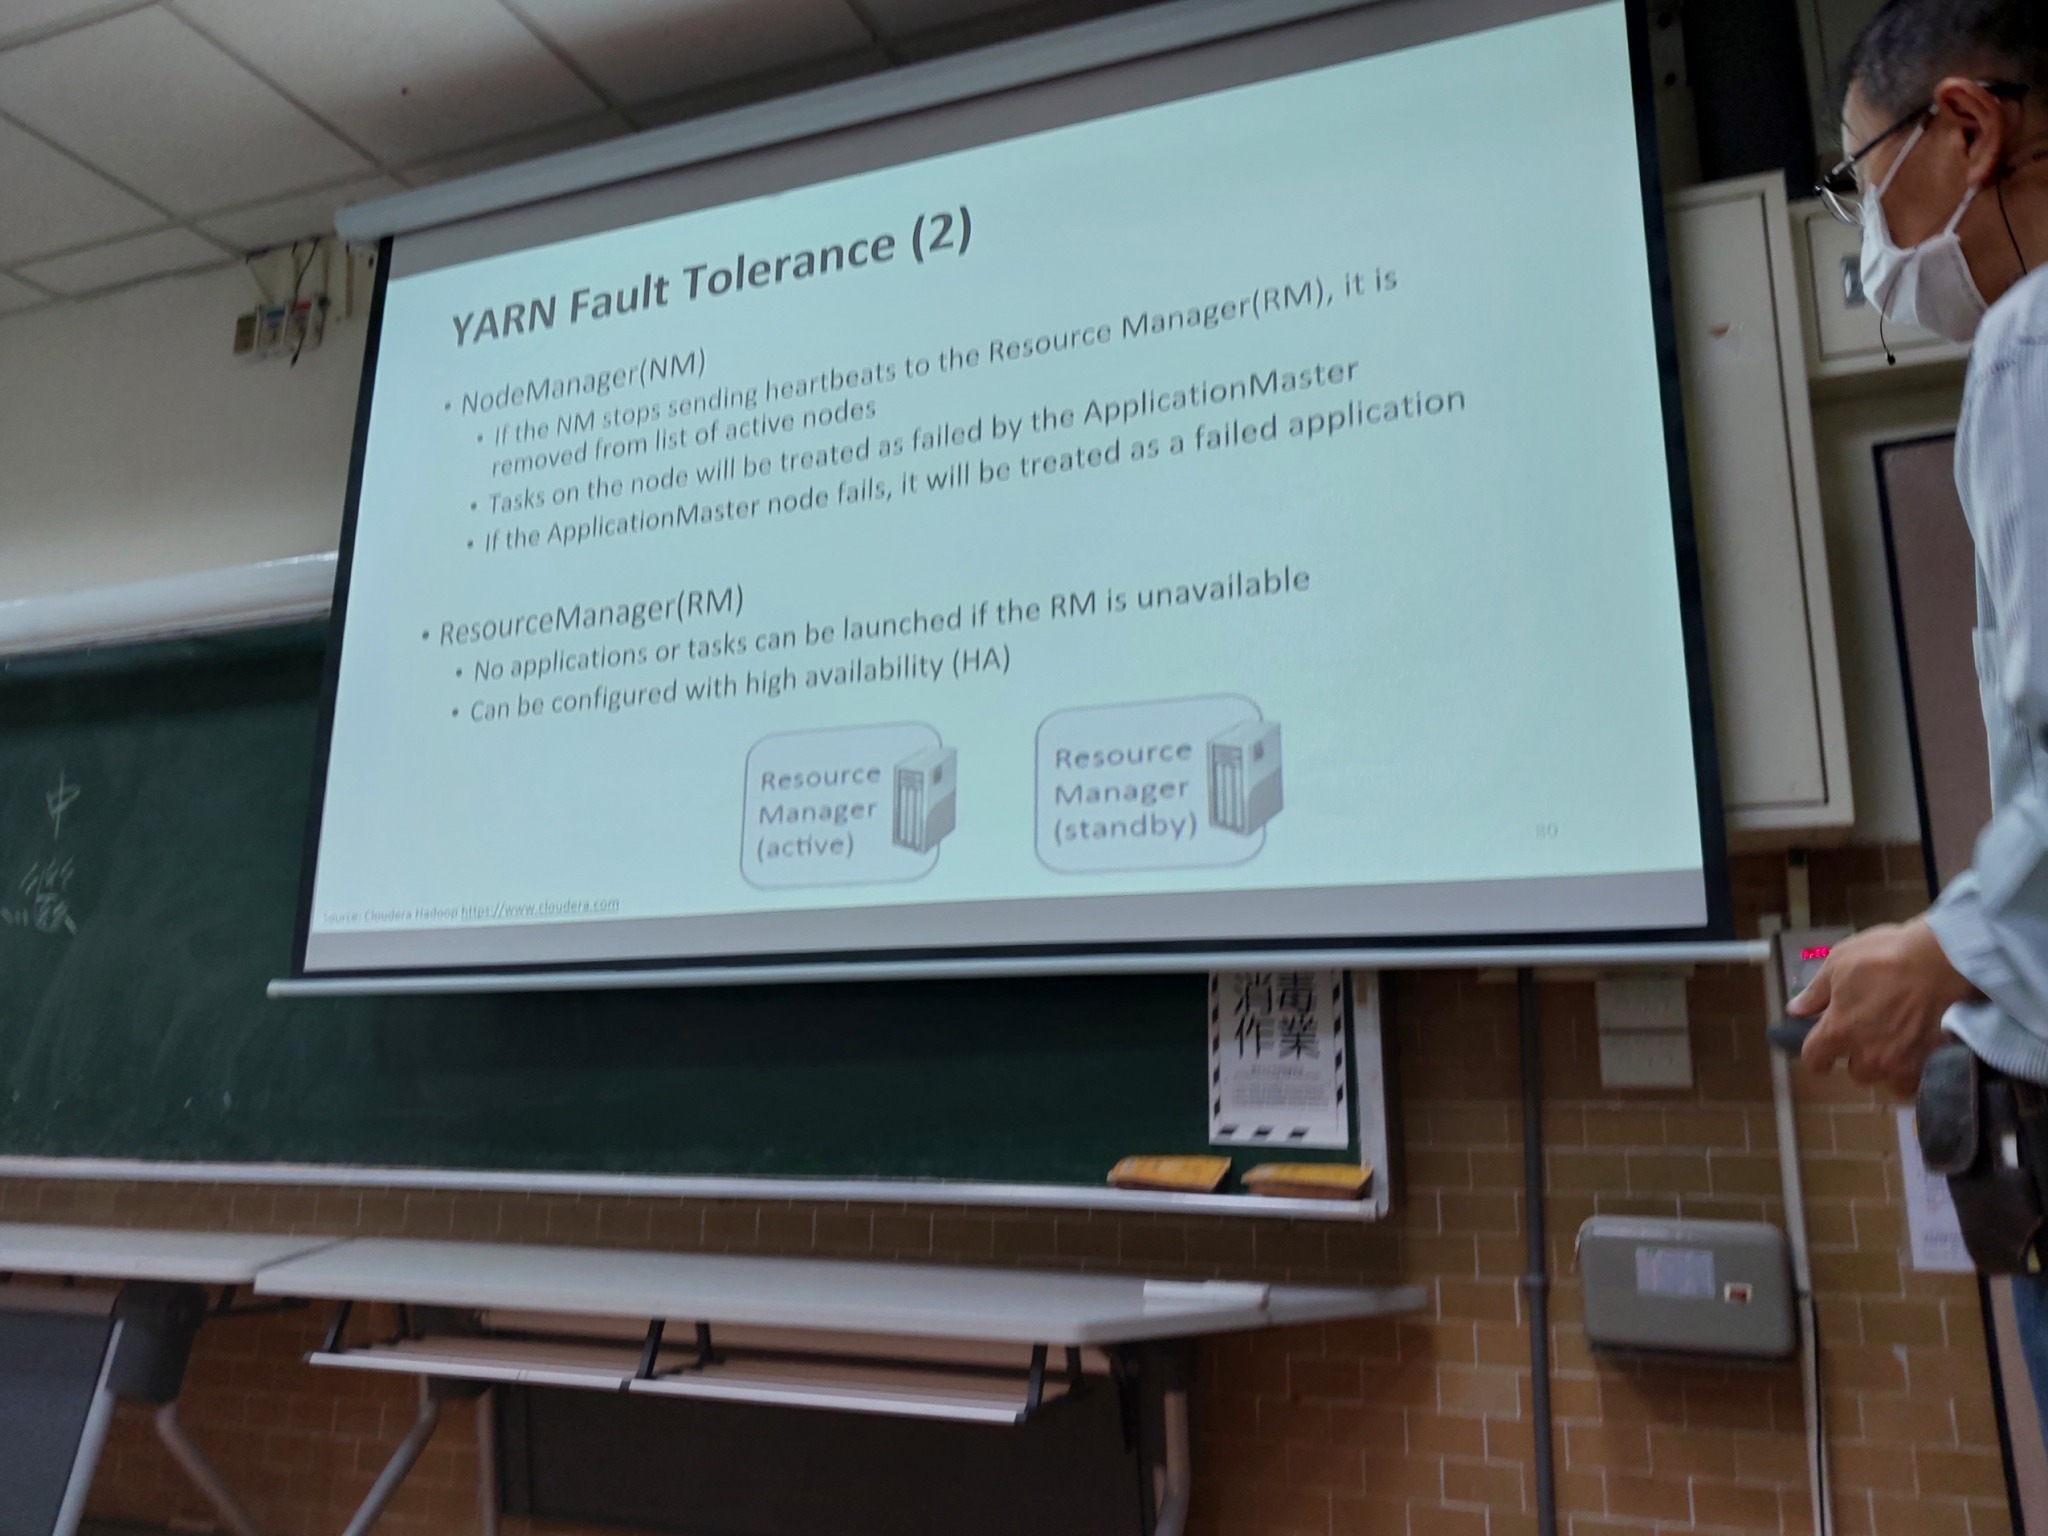 YARN Fault Tolerance (2)
• NodeManager(NM)
• If the NM stops sending heartbeats to the Resource Manager(RM), it is
removed from list of active nodes
• Tasks on the node will be treated as failed by the ApplicationMaster
• If the ApplicationMaster node fails, it will be treated as a failed application
• ResourceManager(RM)
• No applications or tasks can be launched if the RM is unavailable
• Can be configured with high availability (HA)
Resource
Manager
(active)
Resource
Manager
(standby)
80
Source: Cloudera Hadoop https://www.cloudera.com
中
消毒
作業